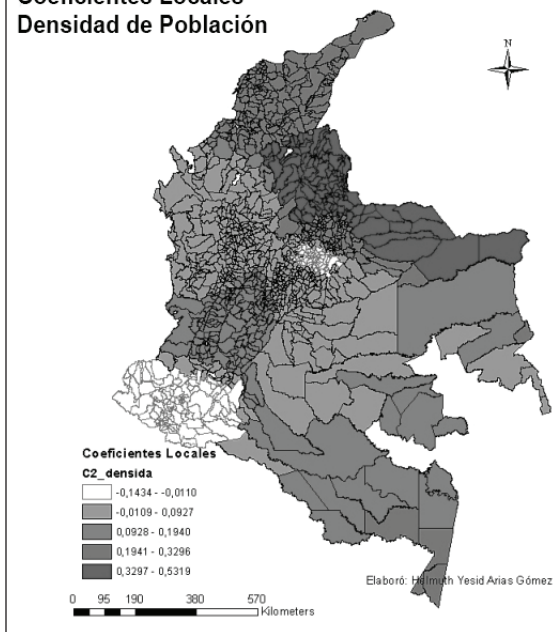 Coeficientes Locales
Densidad de Población
N
Coeficientes Locales
C2_densida
-0,1434 - -0,0110
-0,0109 - 0,0927
0,0928 - 0,1940
0,1941 - 0,3296
0,3297 - 0,5319
Elaboró: Helmuth Yesid Arias Gómez
0 95 190 380 570
Kilometers